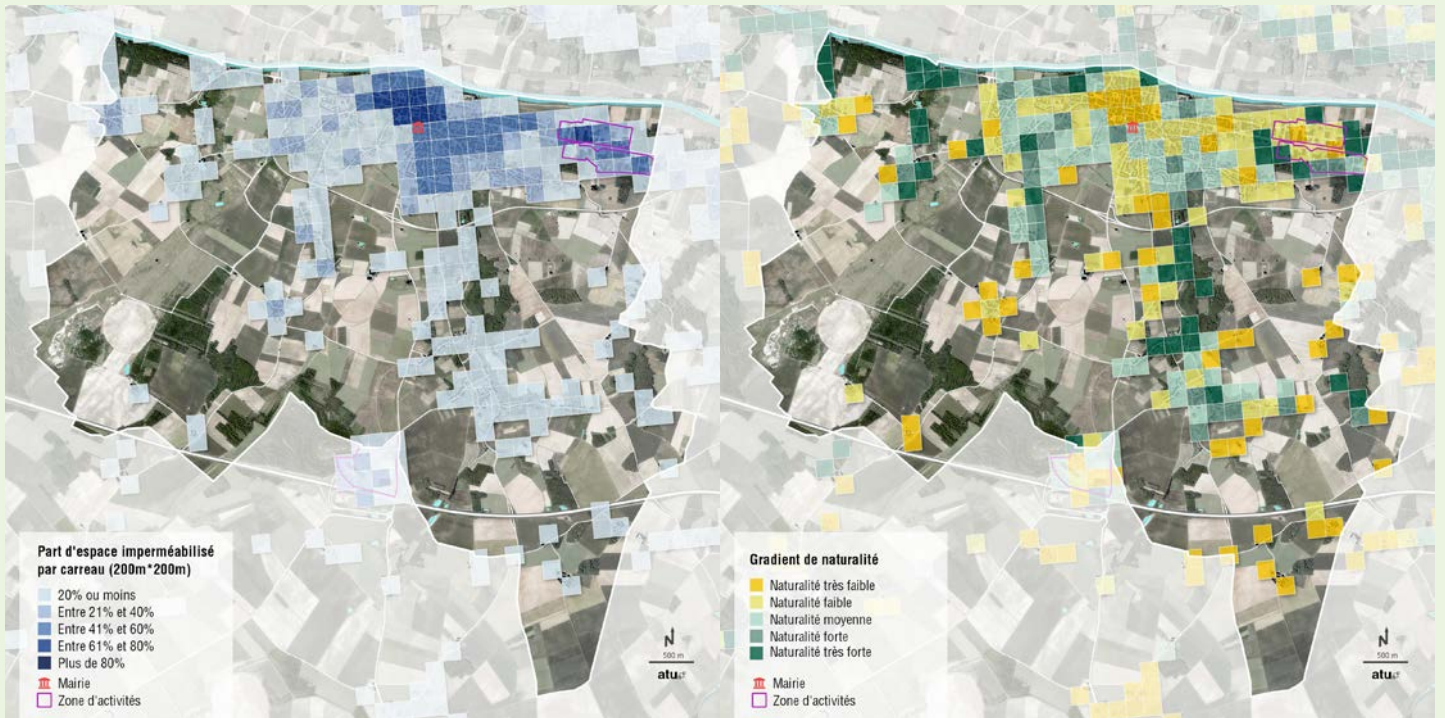 Part d'espace imperméabilisé
par carreau (200m*200m)
20% ou moins
Entre 21% et 40%
Entre 41% et 60%
Entre 61% et 80%
Plus de 80%
Mairie
Zone d'activités
N
500 m
atu
Gradient de naturalité
Naturalité très faible
Naturalité faible
Naturalité moyenne
Naturalité forte
Naturalité très forte
Mairie
Zone d'activités
N
500 m
atu